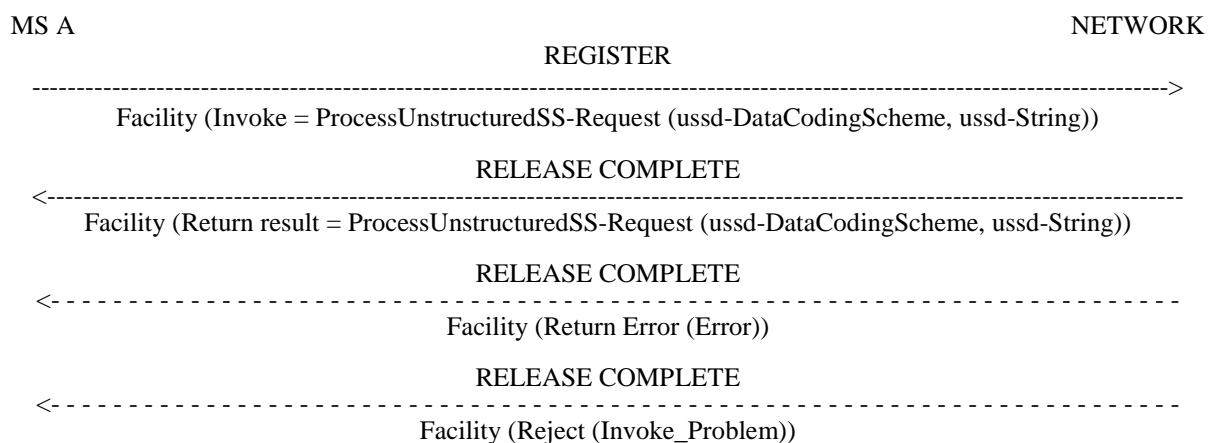 MS A NETWORK
REGISTER
Facility (Invoke = ProcessUnstructuredSS-Request (ussd-DataCodingScheme, ussd-String))
RELEASE COMPLETE
Facility (Return result = ProcessUnstructuredSS-Request (ussd-DataCodingScheme, ussd-String))
RELEASE COMPLETE
Facility (Return Error (Error))
RELEASE COMPLETE
Facility (Reject (Invoke_Problem))